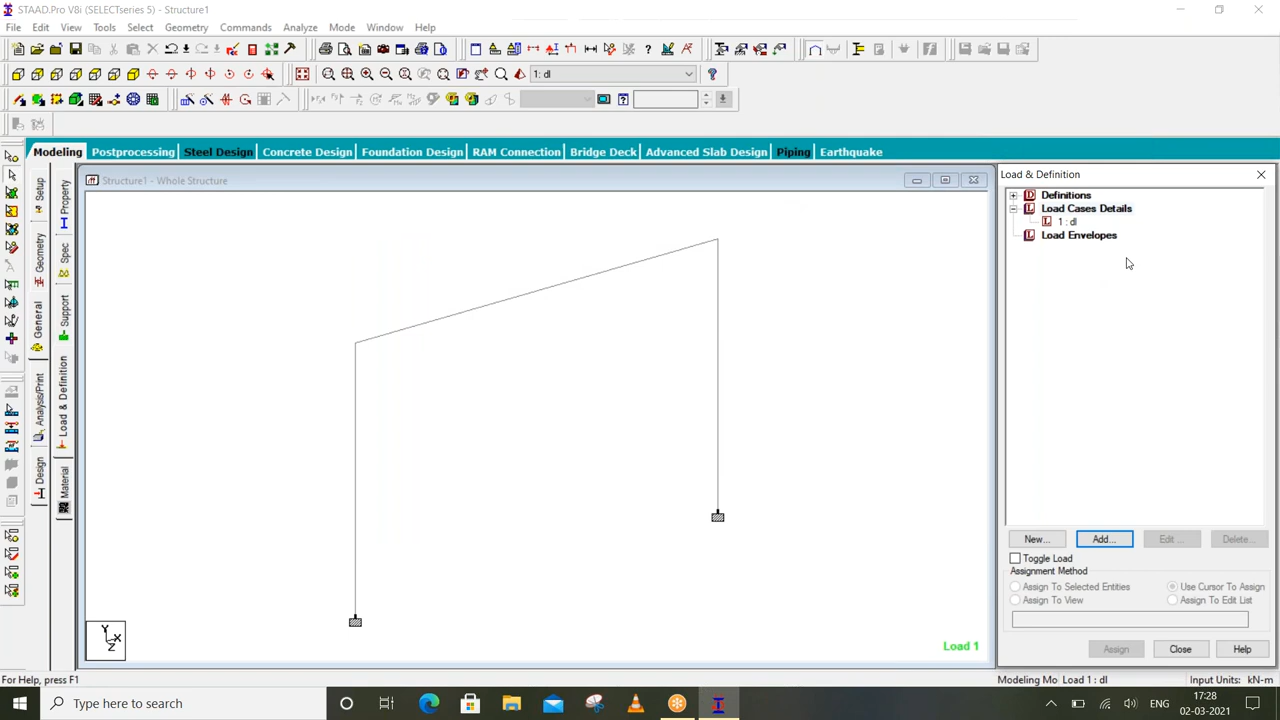 STAAD.Pro V8i (SELECTseries 5) - Structure1
File Edit View Tools Select Geometry Commands Analysis Mode Window Help
1: dl
Modeling Postprocessing Steel Design Concrete Design Foundation Design RAM Connection Bridge Deck Advanced Slab Design Piping Earthquake
Setup
Geometry
General
Analysis/Print
Design
Property
Spec
Support
Load & Definition
Material
Structure1 - Whole Structure
Y
X
Z
Load 1
Load & Definition
Definitions
Load Cases Details
1 : dl
Load Envelopes
New... Add... Edit ... Delete...
Toggle Load
Assignment Method
Assign To Selected Entities Use Cursor To Assign
Assign To View Assign To Edit List
Assign Close Help
For Help, press F1 Modeling Mo Load 1 : dl Input Units: kN-m
Type here to search
ENG
17:28
02-03-2021